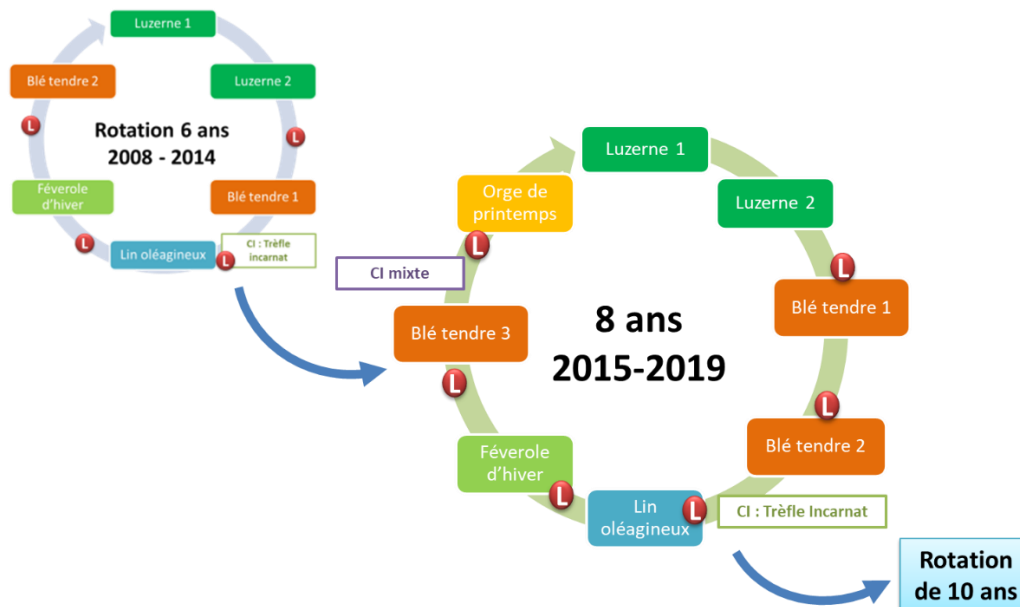 Luzerne 1
Blé tendre 2
Luzerne 2
L
L
Rotation 6 ans
2008 - 2014
Féverole
d'hiver
Blé tendre 1
L
Lin oléagineux
L
CI : Trèfle
incarnat
Luzerne 1
Orge de
printemps
Luzerne 2
L
CI mixte
L
Blé tendre 1
8 ans
2015-2019
Blé tendre 3
L
L
Blé tendre 2
Féverole
d'hiver
L
Lin
oléagineux
L
CI : Trèfle Incarnat
Rotation
de 10 ans